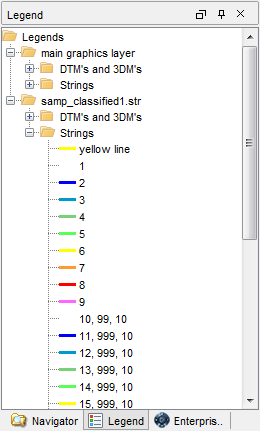 Legend
Legends
main graphics layer
DTM's and 3DM's
Strings
samp_classified1.str
DTM's and 3DM's
Strings
yellow line
1
2
3
4
5
6
7
8
9
10, 99, 10
11, 999, 10
12, 999, 10
13, 999, 10
14, 999, 10
15, 999, 10
Navigator
Legend
Enterpris..